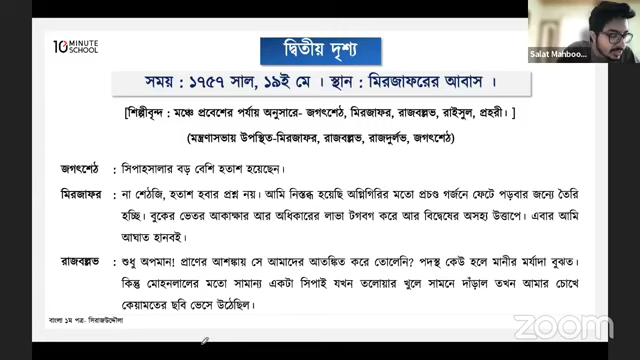 10 MINUTE
SCHOOL
দ্বিতীয় দৃশ্য
সময় : ১৭৫৭ সাল, ১৯ই মে । স্থান : মিরজাফরের আবাস ।
[শিল্পীবৃন্দ : মঞ্চে প্রবেশের পর্যায় অনুসারে- জগৎশেঠ, মিরজাফর, রাজবল্লভ, রাইসুল, প্রহরী। ]
(মন্ত্রণাসভায় উপস্থিত-মিরজাফর, রাজবল্লভ, রাজদুর্লভ, জগৎশেঠ)
জগৎশেঠ : সিপাহসালার বড় বেশি হতাশ হয়েছেন।
মিরজাফর : না শেঠজি, হতাশ হবার প্রশ্ন নয়। আমি নিস্তব্ধ হয়েছি অগ্নিগিরির মতো প্রচণ্ড গর্জনে ফেটে পড়বার জন্যে তৈরি
হচ্ছি। বুকের ভেতর আকাক্ষার আর অধিকারের লাভা টগবগ করে আর বিদ্বেষের অসহ্য উত্তাপে। এবার আমি
আঘাত হানবই।
রাজবল্লভ : শুধু অপমান! প্রাণের আশঙ্কায় সে আমাদের আতঙ্কিত করে তোলেনি? পদস্থ কেউ হলে মানীর মর্যাদা বুঝত।
কিন্তু মোহনলালের মতো সামান্য একটা সিপাই যখন তলোয়ার খুলে সামনে দাঁড়াল তখন আমার চোখে
কেয়ামতের ছবি ভেসে উঠেছিল।
বাংলা ১ম পত্র- সিরাজউদ্দৌলা
Salat Mahboo...
zoom